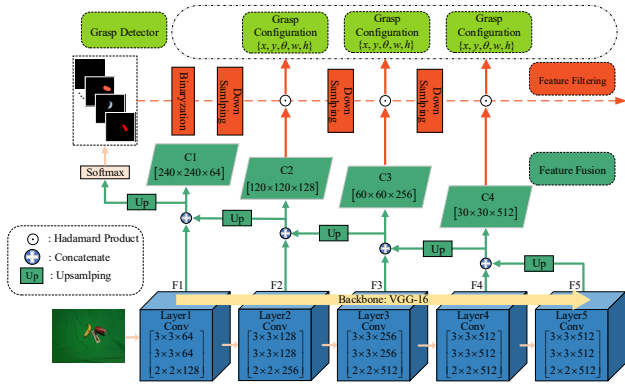 Grasp Detector
Grasp
Configuration
{x, y, θ, w, h}
Grasp
Configuration
{x, y, θ, w, h}
Grasp
Configuration
{x, y, θ, w, h}
Binaryzation
Down
Samlping
Down
Samlping
Down
Samlping
Feature Filtering
Softmax
C1
[240×240×64]
C2
[120×120×128]
C3
[60×60×256]
C4
[30×30×512]
Feature Fusion
Up
Up
Up
Up
Up
: Hadamard Product
: Concatenate
Up : Upsamlping
F1
F2
F3
F4
F5
Backbone: VGG-16
Layer1
Conv
3×3×64
3×3×64
2×2×128
Layer2
Conv
3×3×128
3×3×128
2×2×256
Layer3
Conv
3×3×256
3×3×256
2×2×512
Layer4
Conv
3×3×512
3×3×512
2×2×512
Layer5
Conv
3×3×512
3×3×512
2×2×512